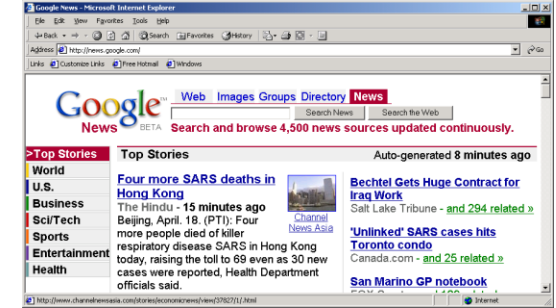 Google News - Microsoft Internet Explorer
File Edit View Favorites Tools Help
Back Search Favorites History
Address http://news.google.com/ Go
Links Customize Links Free Hotmail Windows
Web Images Groups Directory News
Google™
Search News Search the Web
News BETA Search and browse 4,500 news sources updated continuously.
>Top Stories
World
U.S.
Business
Sci/Tech
Sports
Entertainment
Health
Top Stories Auto-generated 8 minutes ago
Four more SARS deaths in
Hong Kong
The Hindu - 15 minutes ago
Beijing, April. 18. (PTI): Four
more people died of killer
respiratory disease SARS in Hong Kong
today, raising the toll to 69 even as 30 new
cases were reported, Health Department
officials said.
Channel
News Asia
Bechtel Gets Huge Contract for
Iraq Work
Salt Lake Tribune - and 294 related »
'Unlinked' SARS cases hits
Toronto condo
Canada.com - and 25 related »
San Marino GP notebook
http://www.channelnewsasia.com/stories/economicnews/view/37827/1/.html Internet